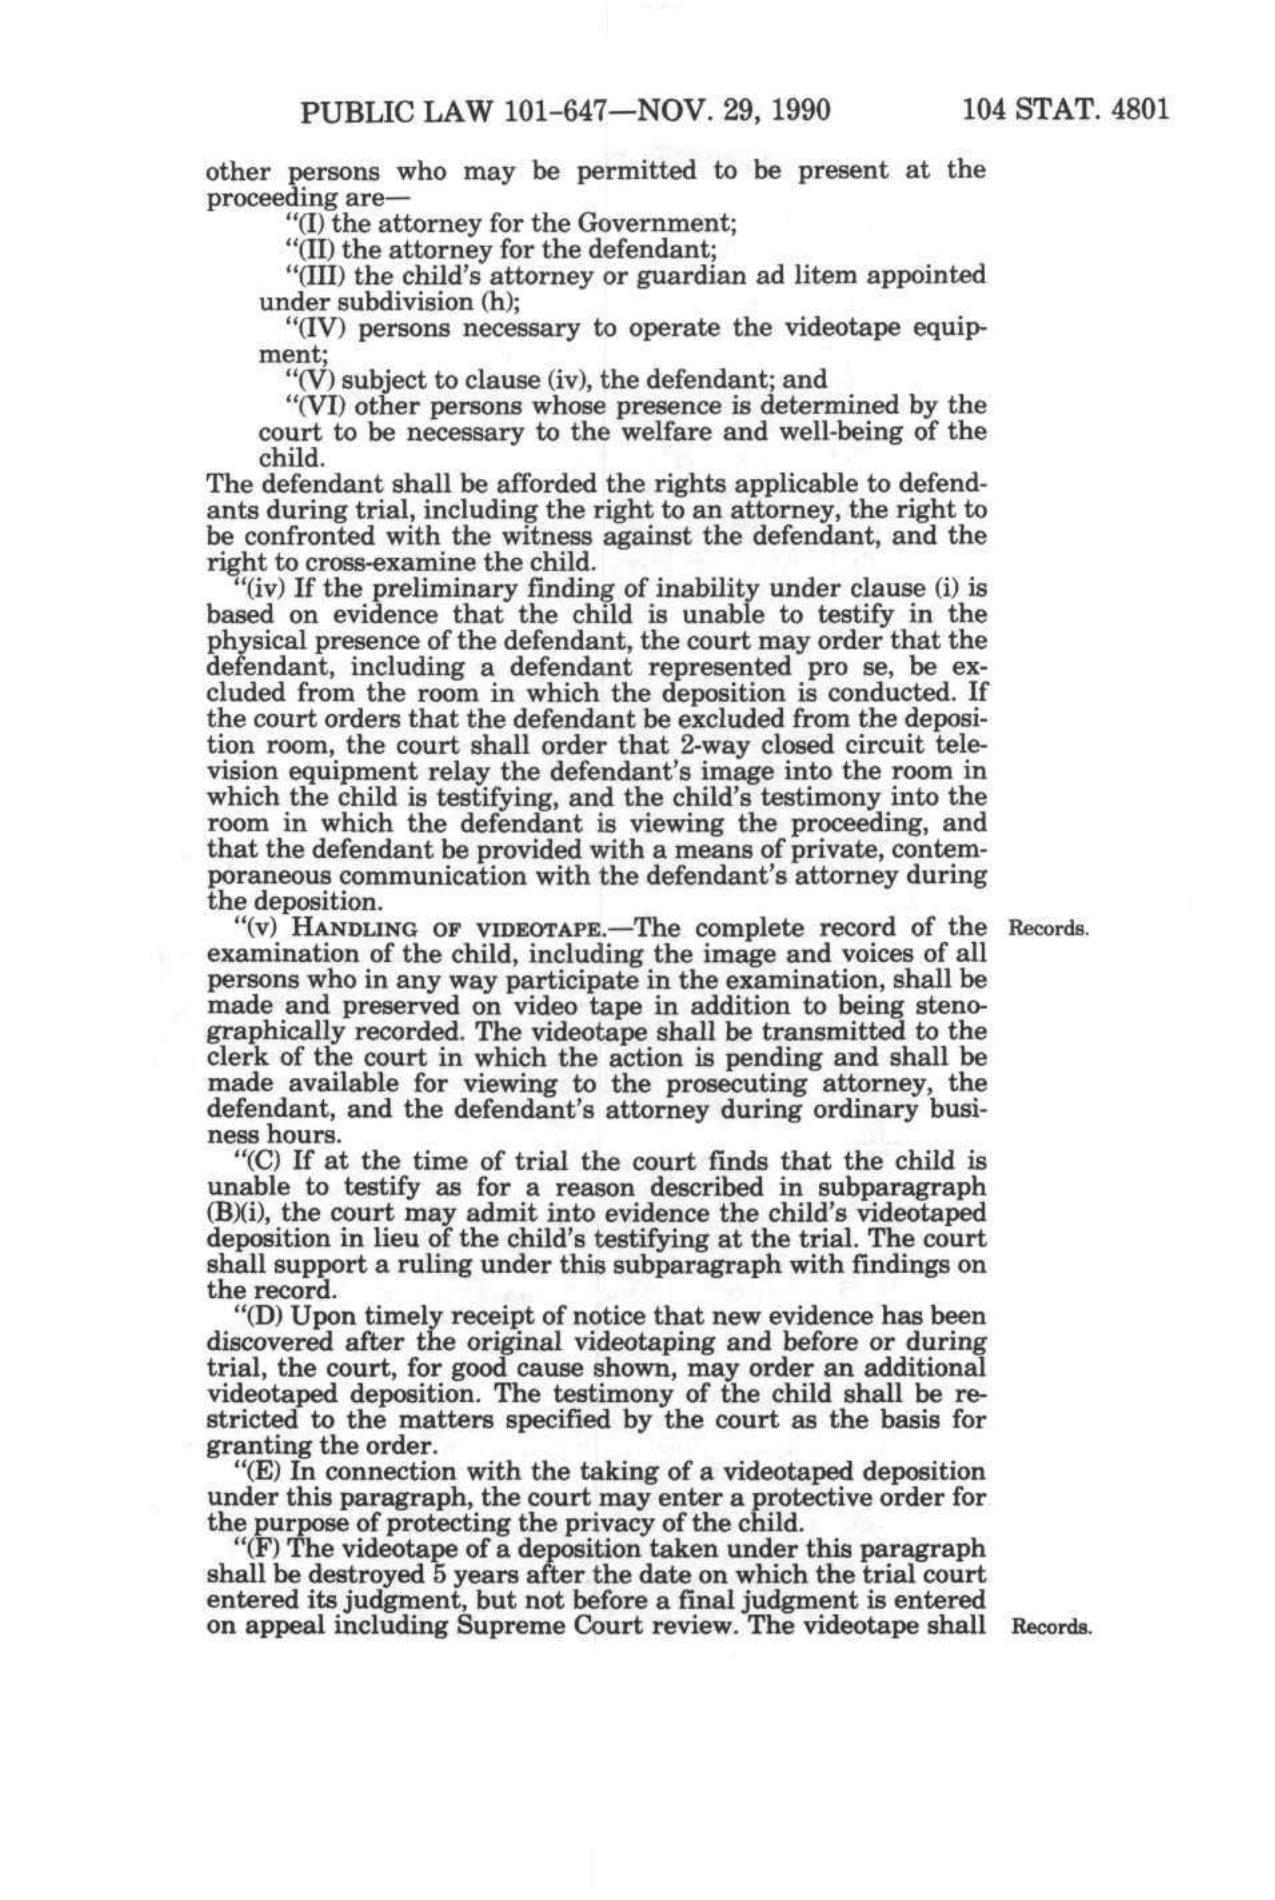 PUBLIC LAW 101–647—NOV. 29, 1990 104 STAT. 4801
other persons who may be permitted to be present at the
proceeding are—
“(I) the attorney for the Government;
“(II) the attorney for the defendant;
“(III) the child's attorney or guardian ad litem appointed
under subdivision (h);
“(IV) persons necessary to operate the videotape equip-
ment;
“(V) subject to clause (iv), the defendant; and
“(VI) other persons whose presence is determined by the
court to be necessary to the welfare and well-being of the
child.
The defendant shall be afforded the rights applicable to defend-
ants during trial, including the right to an attorney, the right to
be confronted with the witness against the defendant, and the
right to cross-examine the child.
“(iv) If the preliminary finding of inability under clause (i) is
based on evidence that the child is unable to testify in the
physical presence of the defendant, the court may order that the
defendant, including a defendant represented pro se, be ex-
cluded from the room in which the deposition is conducted. If
the court orders that the defendant be excluded from the deposi-
tion room, the court shall order that 2-way closed circuit tele-
vision equipment relay the defendant's image into the room in
which the child is testifying, and the child's testimony into the
room in which the defendant is viewing the proceeding, and
that the defendant be provided with a means of private, contem-
poraneous communication with the defendant's attorney during
the deposition.
“(v) HANDLING OF VIDEOTAPE.—The complete record of the Records.
examination of the child, including the image and voices of all
persons who in any way participate in the examination, shall be
made and preserved on video tape in addition to being steno-
graphically recorded. The videotape shall be transmitted to the
clerk of the court in which the action is pending and shall be
made available for viewing to the prosecuting attorney, the
defendant, and the defendant's attorney during ordinary busi-
ness hours.
“(C) If at the time of trial the court finds that the child is
unable to testify as for a reason described in subparagraph
(B)(i), the court may admit into evidence the child's videotaped
deposition in lieu of the child's testifying at the trial. The court
shall support a ruling under this subparagraph with findings on
the record.
“(D) Upon timely receipt of notice that new evidence has been
discovered after the original videotaping and before or during
trial, the court, for good cause shown, may order an additional
videotaped deposition. The testimony of the child shall be re-
stricted to the matters specified by the court as the basis for
granting the order.
“(E) In connection with the taking of a videotaped deposition
under this paragraph, the court may enter a protective order for
the purpose of protecting the privacy of the child.
“(F) The videotape of a deposition taken under this paragraph
shall be destroyed 5 years after the date on which the trial court
entered its judgment, but not before a final judgment is entered
on appeal including Supreme Court review. The videotape shall Records.